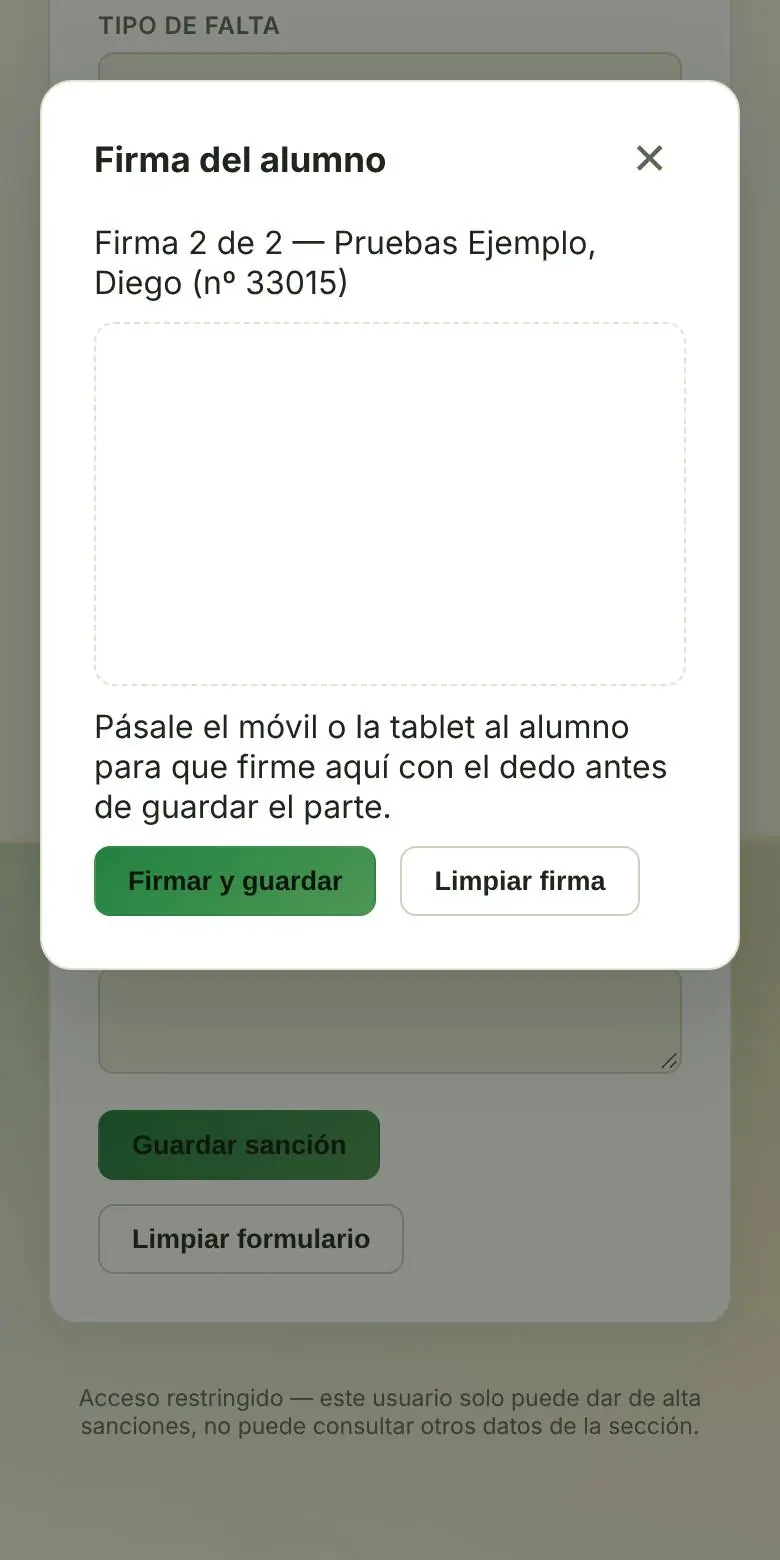 TIPO DE FALTA
Firma del alumno
Firma 2 de 2 — Pruebas Ejemplo,
Diego (nº 33015)
Pásale el móvil o la tablet al alumno
para que firme aquí con el dedo antes
de guardar el parte.
Firmar y guardar
Limpiar firma
Guardar sanción
Limpiar formulario
Acceso restringido — este usuario solo puede dar de alta
sanciones, no puede consultar otros datos de la sección.